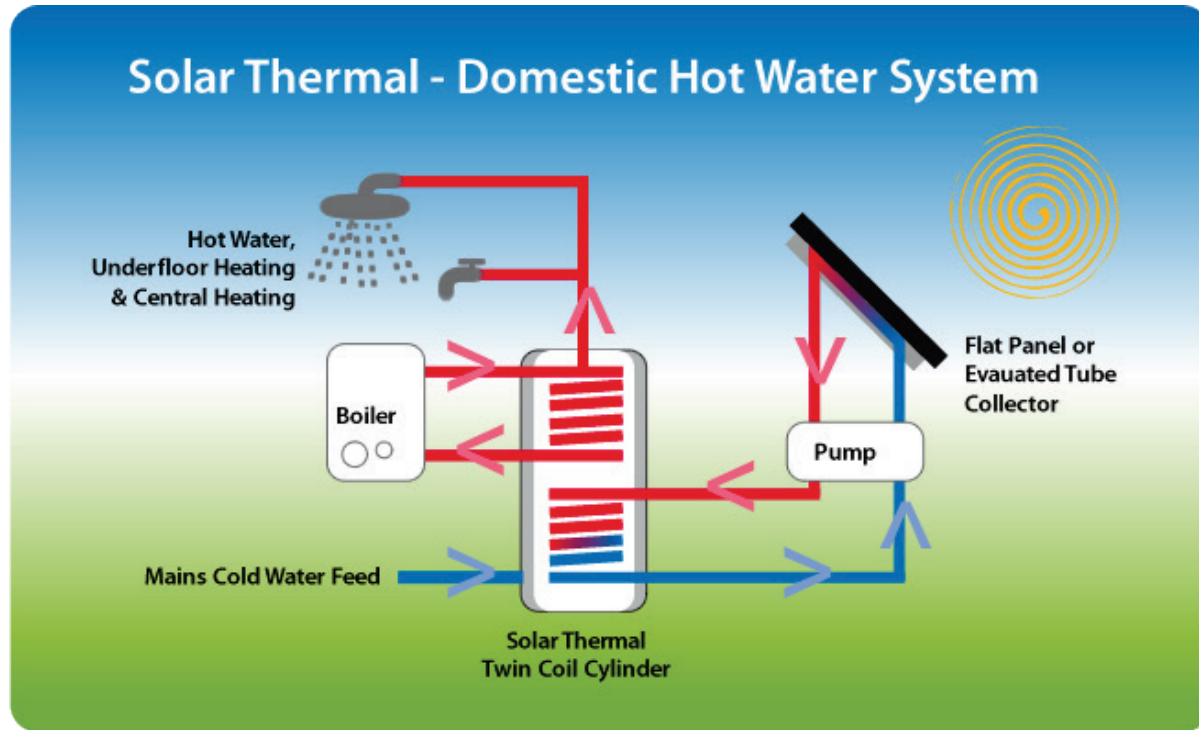 Solar Thermal - Domestic Hot Water System
Hot Water,
Underfloor Heating
& Central Heating
Flat Panel or
Evauated Tube
Collector
Boiler
Pump
Mains Cold Water Feed
Solar Thermal
Twin Coil Cylinder